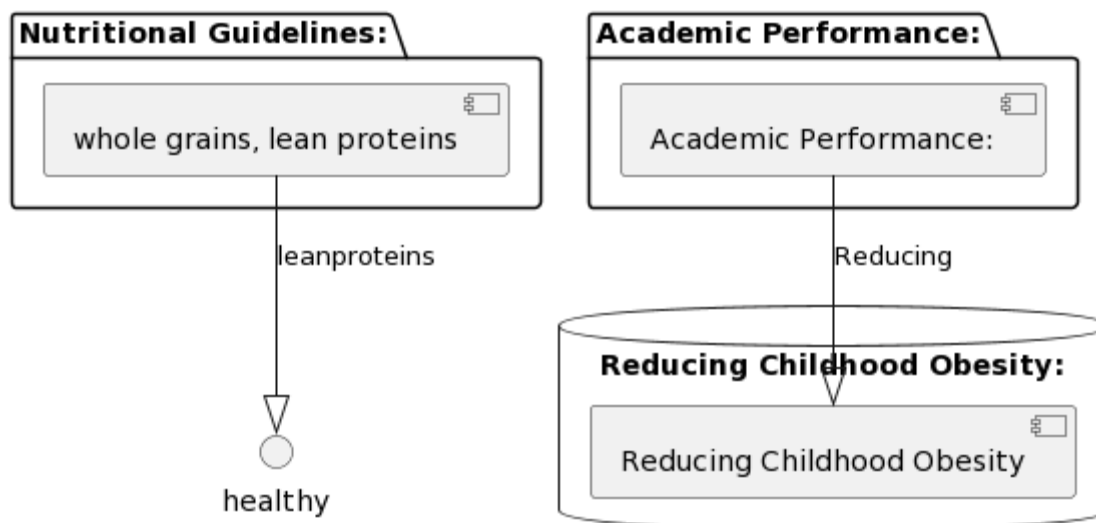 Nutritional Guidelines:
whole grains, lean proteins
leanproteins
healthy
Academic Performance:
Academic Performance:
Reducing
Reducing Childhood Obesity:
Reducing Childhood Obesity